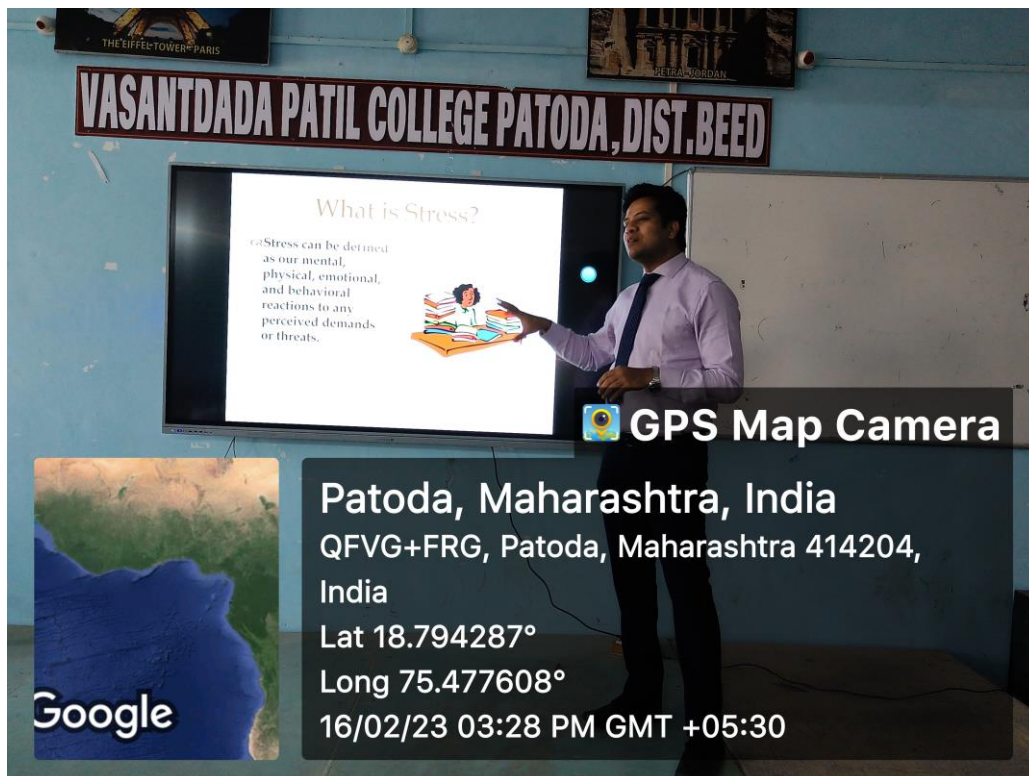 THE EIFFEL TOWER - PARIS
PETRA, JORDAN
VASANTDADA PATIL COLLEGE PATODA, DIST.BEED
What is Stress?
Stress can be defined
as our mental,
physical, emotional,
and behavioral
reactions to any
perceived demands
or threats.
GPS Map Camera
Patoda, Maharashtra, India
QFVG+FRG, Patoda, Maharashtra 414204,
India
Lat 18.794287°
Long 75.477608°
16/02/23 03:28 PM GMT +05:30
Google